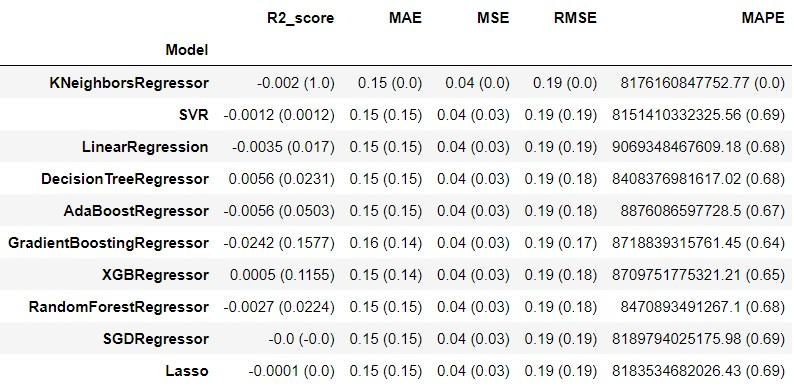 R2_score MAE MSE RMSE MAPE
Model
KNeighborsRegressor -0.002 (1.0) 0.15 (0.0) 0.04 (0.0) 0.19 (0.0) 8176160847752.77 (0.0)
SVR -0.0012 (0.0012) 0.15 (0.15) 0.04 (0.03) 0.19 (0.19) 8151410332325.56 (0.69)
LinearRegression -0.0035 (0.017) 0.15 (0.15) 0.04 (0.03) 0.19 (0.19) 9069348467609.18 (0.68)
DecisionTreeRegressor 0.0056 (0.0231) 0.15 (0.15) 0.04 (0.03) 0.19 (0.18) 8408376981617.02 (0.68)
AdaBoostRegressor -0.0056 (0.0503) 0.15 (0.15) 0.04 (0.03) 0.19 (0.18) 8876086597728.5 (0.67)
GradientBoostingRegressor -0.0242 (0.1577) 0.16 (0.14) 0.04 (0.03) 0.19 (0.17) 8718839315761.45 (0.64)
XGBRegressor 0.0005 (0.1155) 0.15 (0.14) 0.04 (0.03) 0.19 (0.18) 8709751775321.21 (0.65)
RandomForestRegressor -0.0027 (0.0224) 0.15 (0.15) 0.04 (0.03) 0.19 (0.18) 8470893491267.1 (0.68)
SGDRegressor -0.0 (-0.0) 0.15 (0.15) 0.04 (0.03) 0.19 (0.19) 8189794025175.98 (0.69)
Lasso -0.0001 (0.0) 0.15 (0.15) 0.04 (0.03) 0.19 (0.19) 8183534682026.43 (0.69)